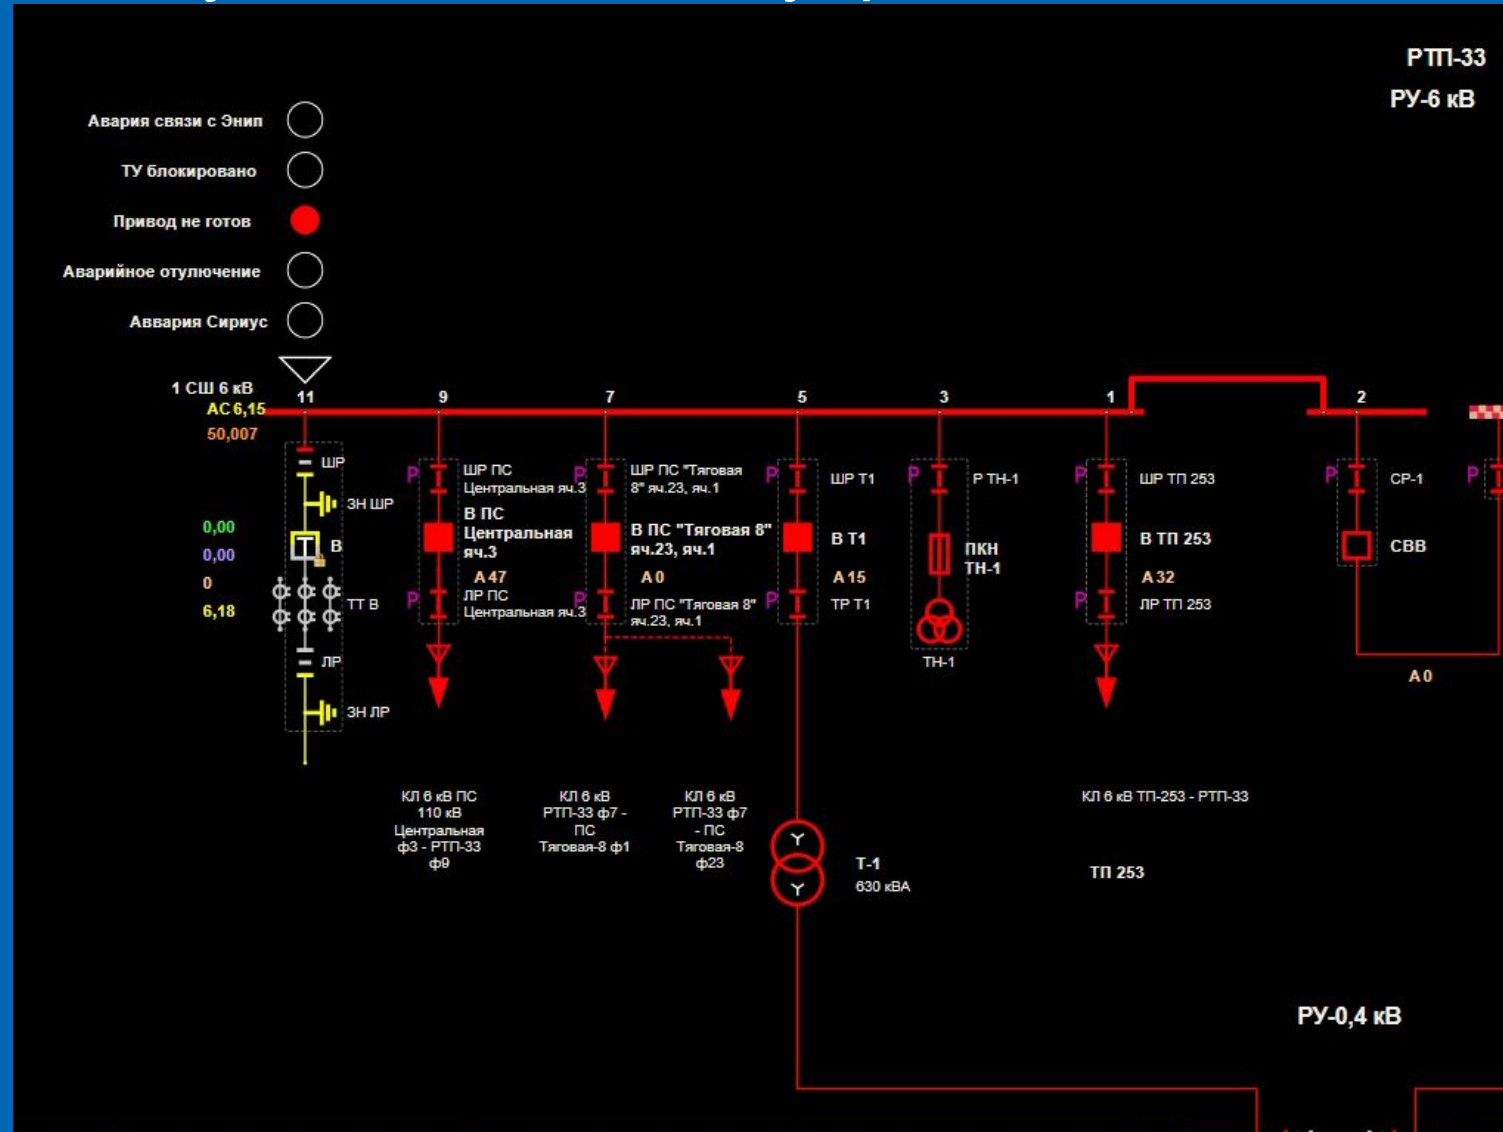 РТП-33
РУ-6 кВ
Авария связи с Энип
ТУ блокировано
Привод не готов
Аварийное отулючение
Аввария Сириус
1 СШ 6 кВ
АС 6,15
50,007
11
9
7
5
3
1
2
ШР
ЗН ШР
В
Т
ТТ В
ЛР
ЗН ЛР
0,00
0,00
0
6,18
Р
ШР ПС
Центральная яч.3
В ПС
Центральная
яч.3
А 47
Р
ЛР ПС
Центральная яч.3
Р
ШР ПС "Тяговая
8" яч.23, яч.1
В ПС "Тяговая 8"
яч.23, яч.1
А 0
Р
ЛР ПС "Тяговая 8"
яч.23, яч.1
Р
ШР Т1
В Т1
А 15
Р
ТР Т1
Р
Р ТН-1
ПКН
ТН-1
ТН-1
Р
ШР ТП 253
В ТП 253
А 32
Р
ЛР ТП 253
Р
СР-1
СВВ
А 0
Р
КЛ 6 кВ ПС
110 кВ
Центральная
ф3 - РТП-33
ф9
КЛ 6 кВ
РТП-33 ф7 -
ПС
Тяговая-8 ф1
КЛ 6 кВ
РТП-33 ф7
- ПС
Тяговая-8
ф23
КЛ 6 кВ ТП-253 - РТП-33
ТП 253
Y
Y
Т-1
630 кВА
РУ-0,4 кВ